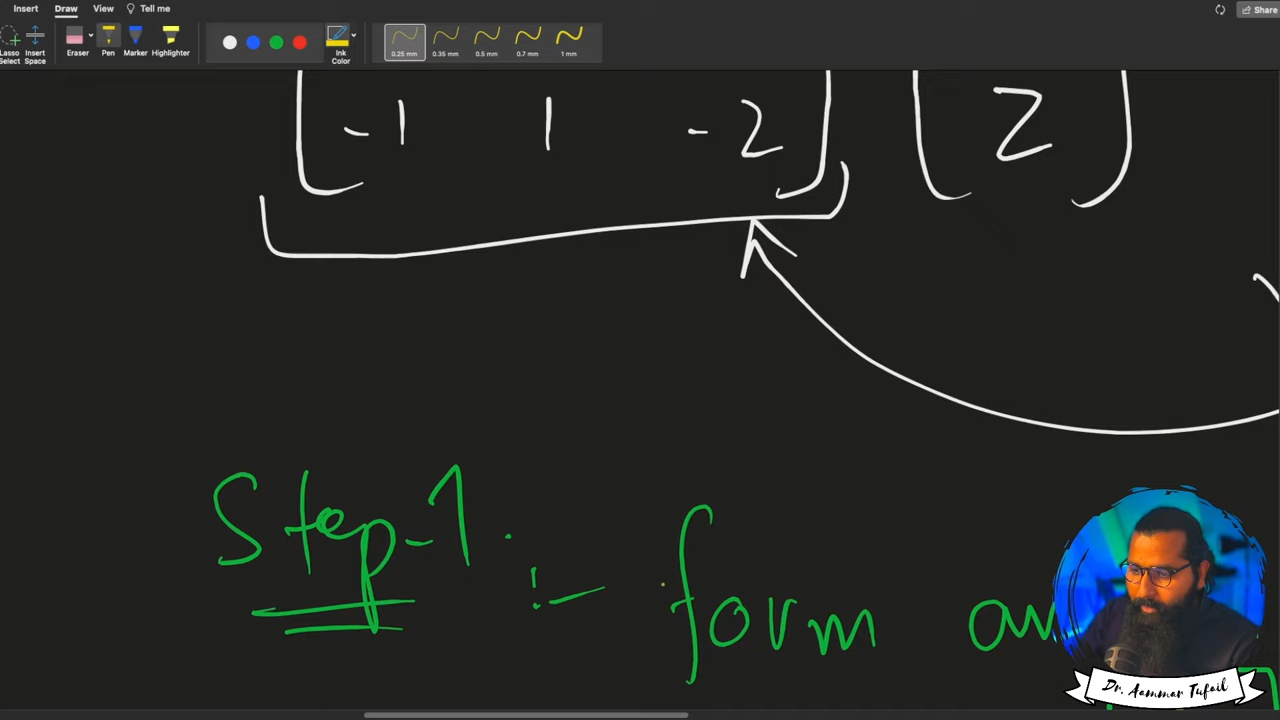 Insert Draw View Tell me Share
Lasso Select Insert Space Eraser Pen Marker Highlighter Ink Color 0.25 mm 0.35 mm 0.5 mm 0.7 mm 1 mm
-1 1 -2 2
Step-1 :- form
Dr. Aammar Tufail